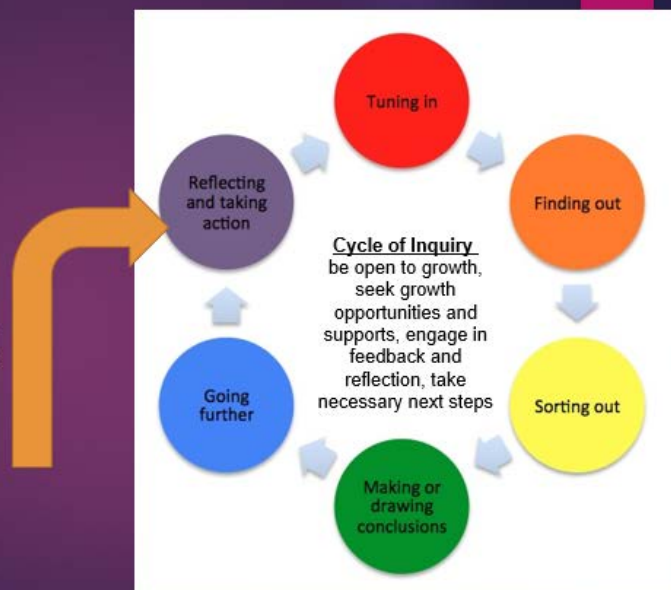 Tuning in
Finding out
Sorting out
Making or
drawing
conclusions
Going
further
Reflecting
and taking
action
Cycle of Inquiry
be open to growth,
seek growth
opportunities and
supports, engage in
feedback and
reflection, take
necessary next steps